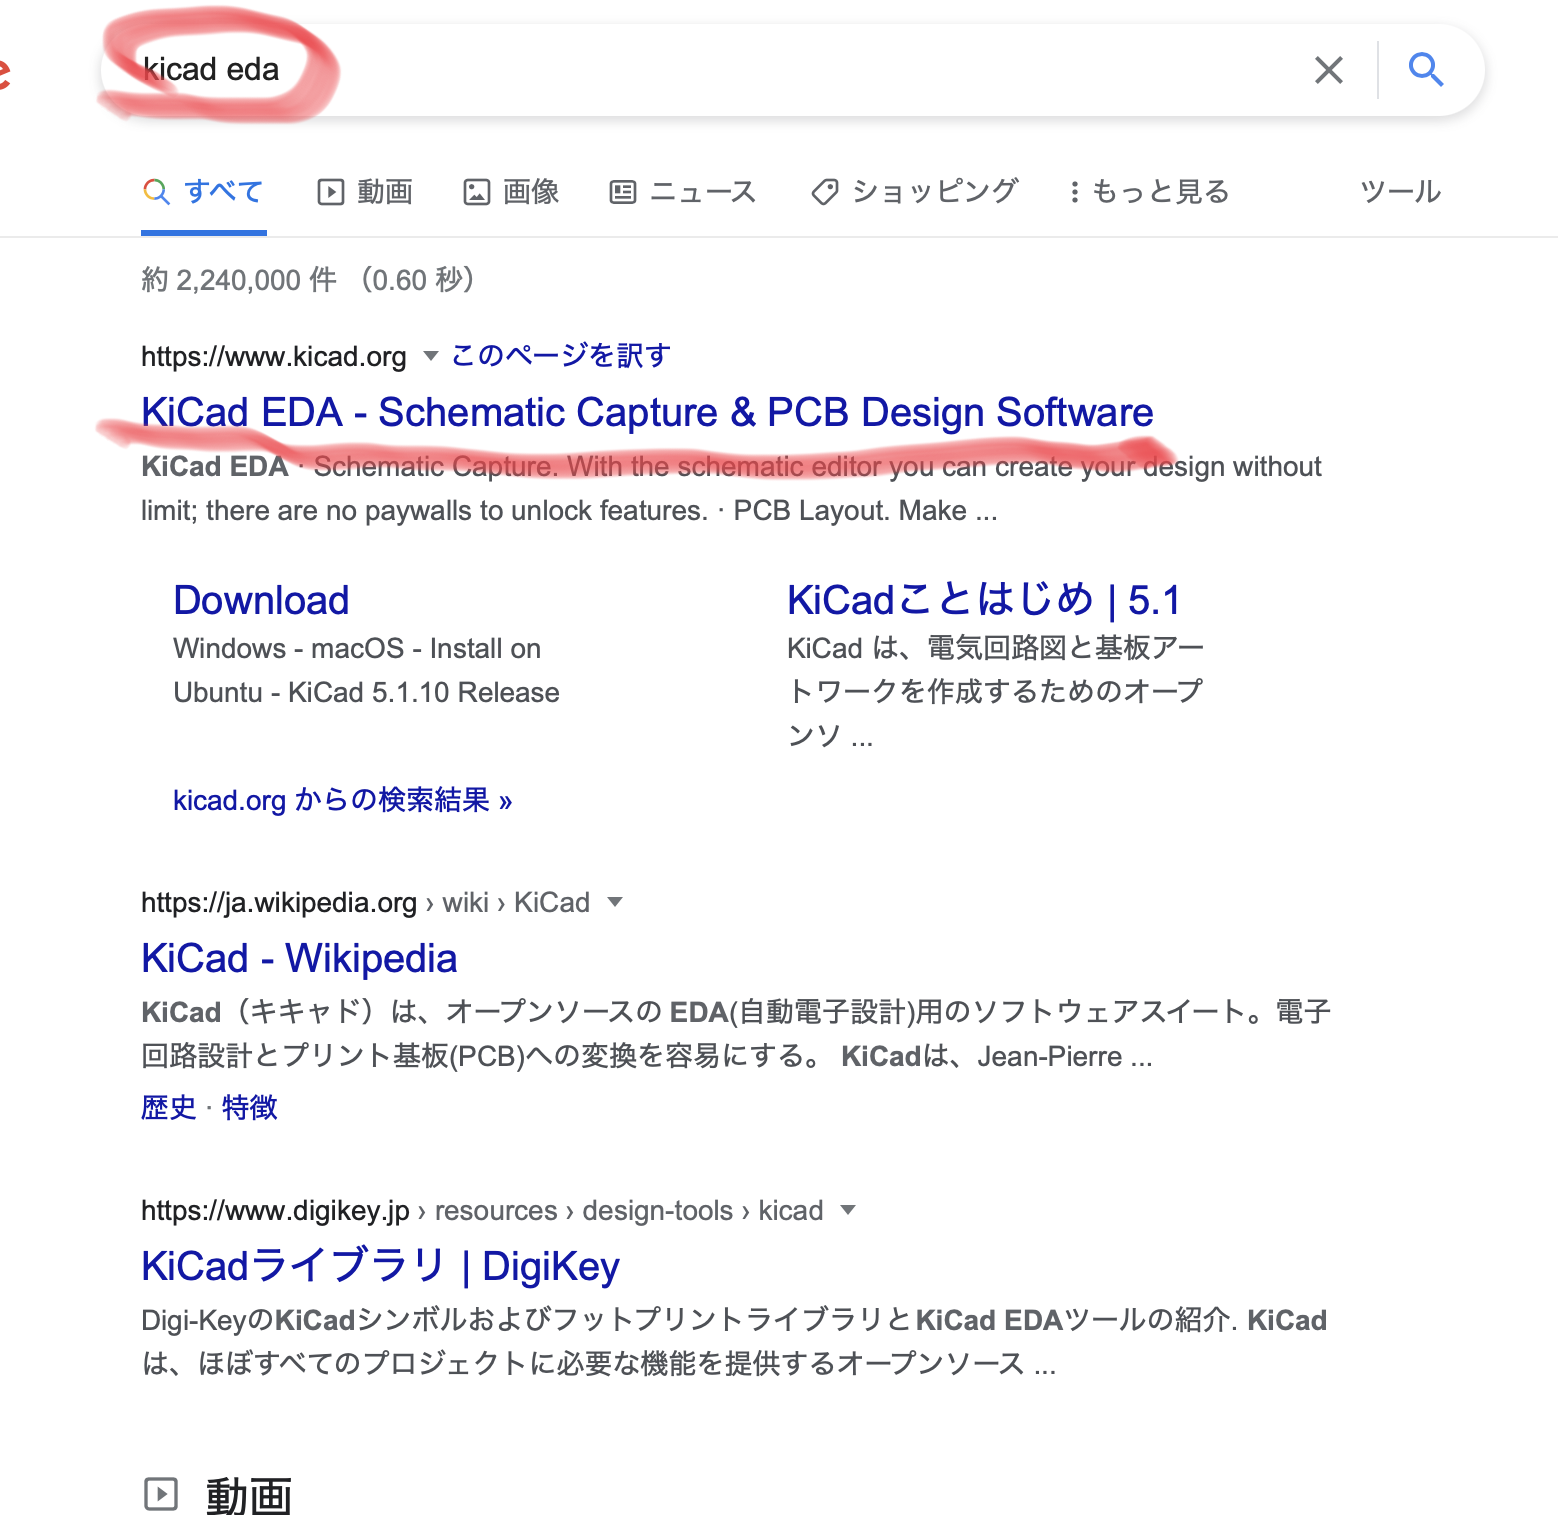 kicad eda
すべて 動画 画像 ニュース ショッピング もっと見る ツール
約 2,240,000 件 （0.60 秒）
https://www.kicad.org ▼ このページを訳す
KiCad EDA - Schematic Capture & PCB Design Software
KiCad EDA · Schematic Capture. With the schematic editor you can create your design without
limit; there are no paywalls to unlock features. · PCB Layout. Make ...
Download
Windows - macOS - Install on
Ubuntu - KiCad 5.1.10 Release
KiCadことはじめ | 5.1
KiCad は、電気回路図と基板アー
トワークを作成するためのオープ
ンソ ...
kicad.org からの検索結果 »
https://ja.wikipedia.org › wiki › KiCad ▼
KiCad - Wikipedia
KiCad（キキャド）は、オープンソースの EDA(自動電子設計)用のソフトウェアスイート。電子
回路設計とプリント基板(PCB)への変換を容易にする。 KiCadは、Jean-Pierre ...
歴史 · 特徴
https://www.digikey.jp › resources › design-tools › kicad ▼
KiCadライブラリ | DigiKey
Digi-KeyのKiCadシンボルおよびフットプリントライブラリとKiCad EDAツールの紹介. KiCad
は、ほぼすべてのプロジェクトに必要な機能を提供するオープンソース ...
動画